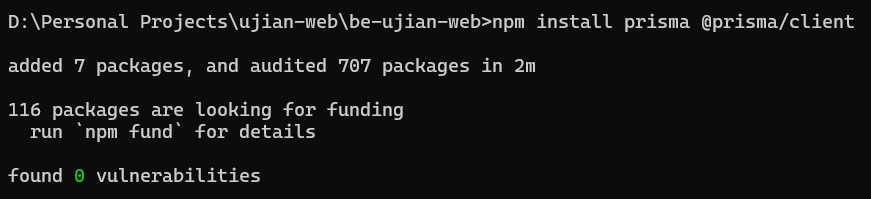 D:\Personal Projects\ujian-web\be-ujian-web>npm install prisma @prisma/client
added 7 packages, and audited 707 packages in 2m
116 packages are looking for funding
  run `npm fund` for details
found 0 vulnerabilities